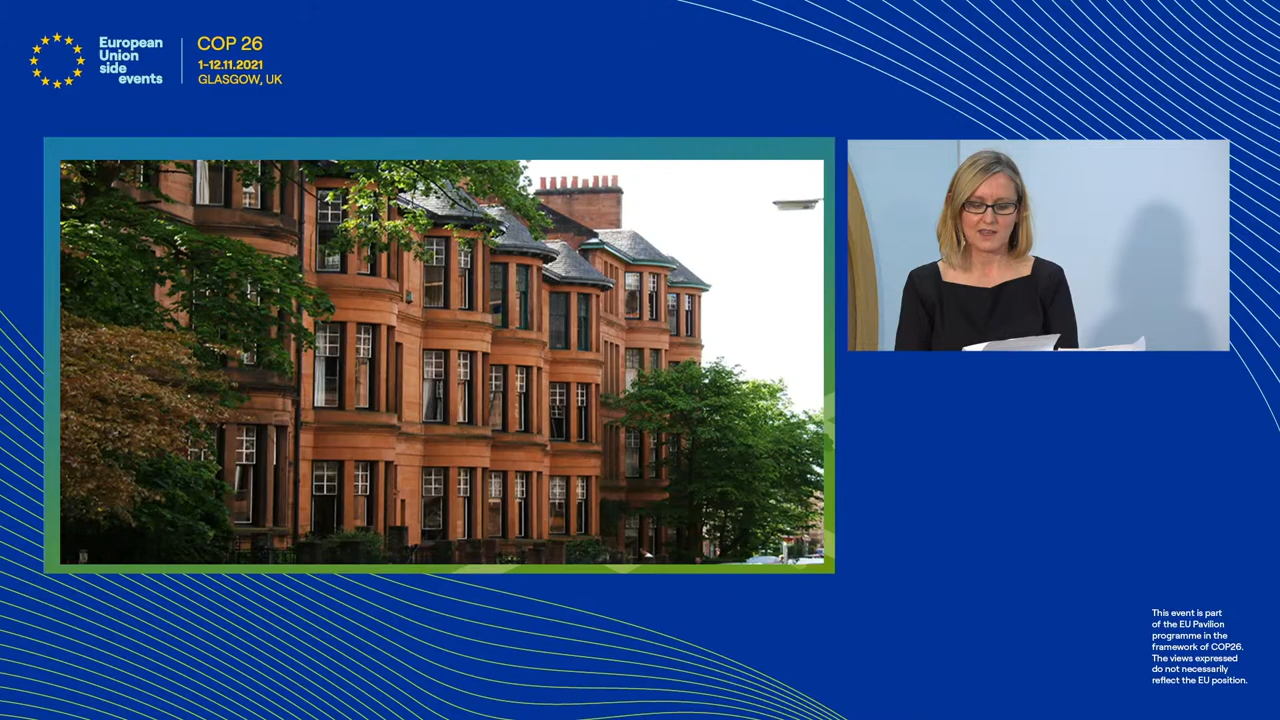 European
Union
side
events
COP 26
1-12.11.2021
GLASGOW, UK
This event is part
of the EU Pavilion
programme in the
framework of COP26.
The views expressed
do not necessarily
reflect the EU position.